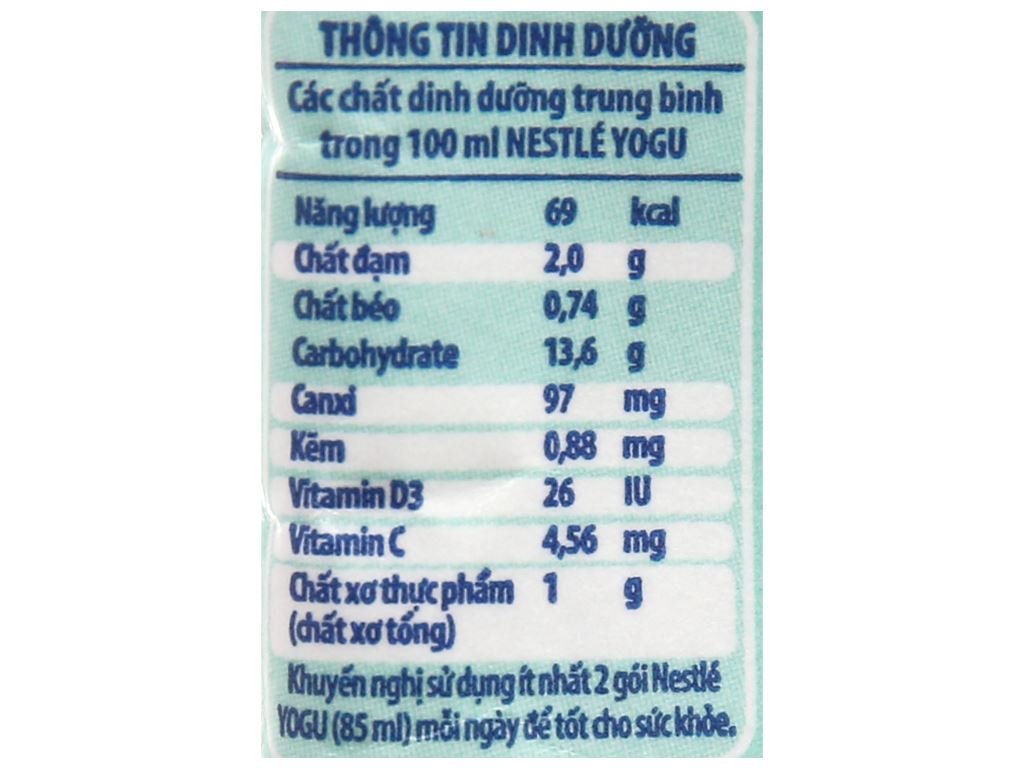 THÔNG TIN DINH DƯỠNG
Các chất dinh dưỡng trung bình
trong 100 ml NESTLÉ YOGU
Năng lượng 69 kcal
Chất đạm 2,0 g
Chất béo 0,74 g
Carbohydrate 13,6 g
Canxi 97 mg
Kẽm 0,88 mg
Vitamin D3 26 IU
Vitamin C 4,56 mg
Chất xơ thực phẩm 1 g
(chất xơ tổng)
Khuyến nghị sử dụng ít nhất 2 gói Nestlé
YOGU (85 ml) mỗi ngày để tốt cho sức khỏe.